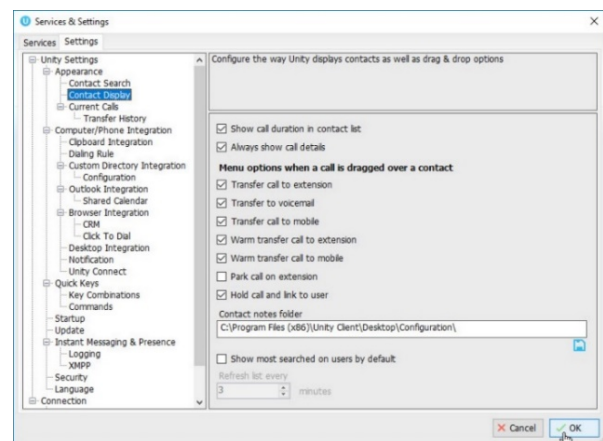 Services & Settings
Services Settings
Unity Settings
Appearance
Contact Search
Contact Display
Current Calls
Transfer History
Computer/Phone Integration
Clipboard Integration
Dialing Rule
Custom Directory Integration
Configuration
Outlook Integration
Shared Calendar
Browser Integration
CRM
Click To Dial
Desktop Integration
Notification
Unity Connect
Quick Keys
Key Combinations
Commands
Startup
Update
Instant Messaging & Presence
Logging
XMPP
Security
Language
Connection
Configure the way Unity displays contacts as well as drag & drop options
Show call duration in contact list
Always show call details
Menu options when a call is dragged over a contact
Transfer call to extension
Transfer to voicemail
Transfer call to mobile
Warm transfer call to extension
Warm transfer call to mobile
Park call on extension
Hold call and link to user
Contact notes folder
C:\Program Files (x86)\Unity Client\Desktop\Configuration\
Show most searched on users by default
Refresh list every
3 minutes
Cancel OK